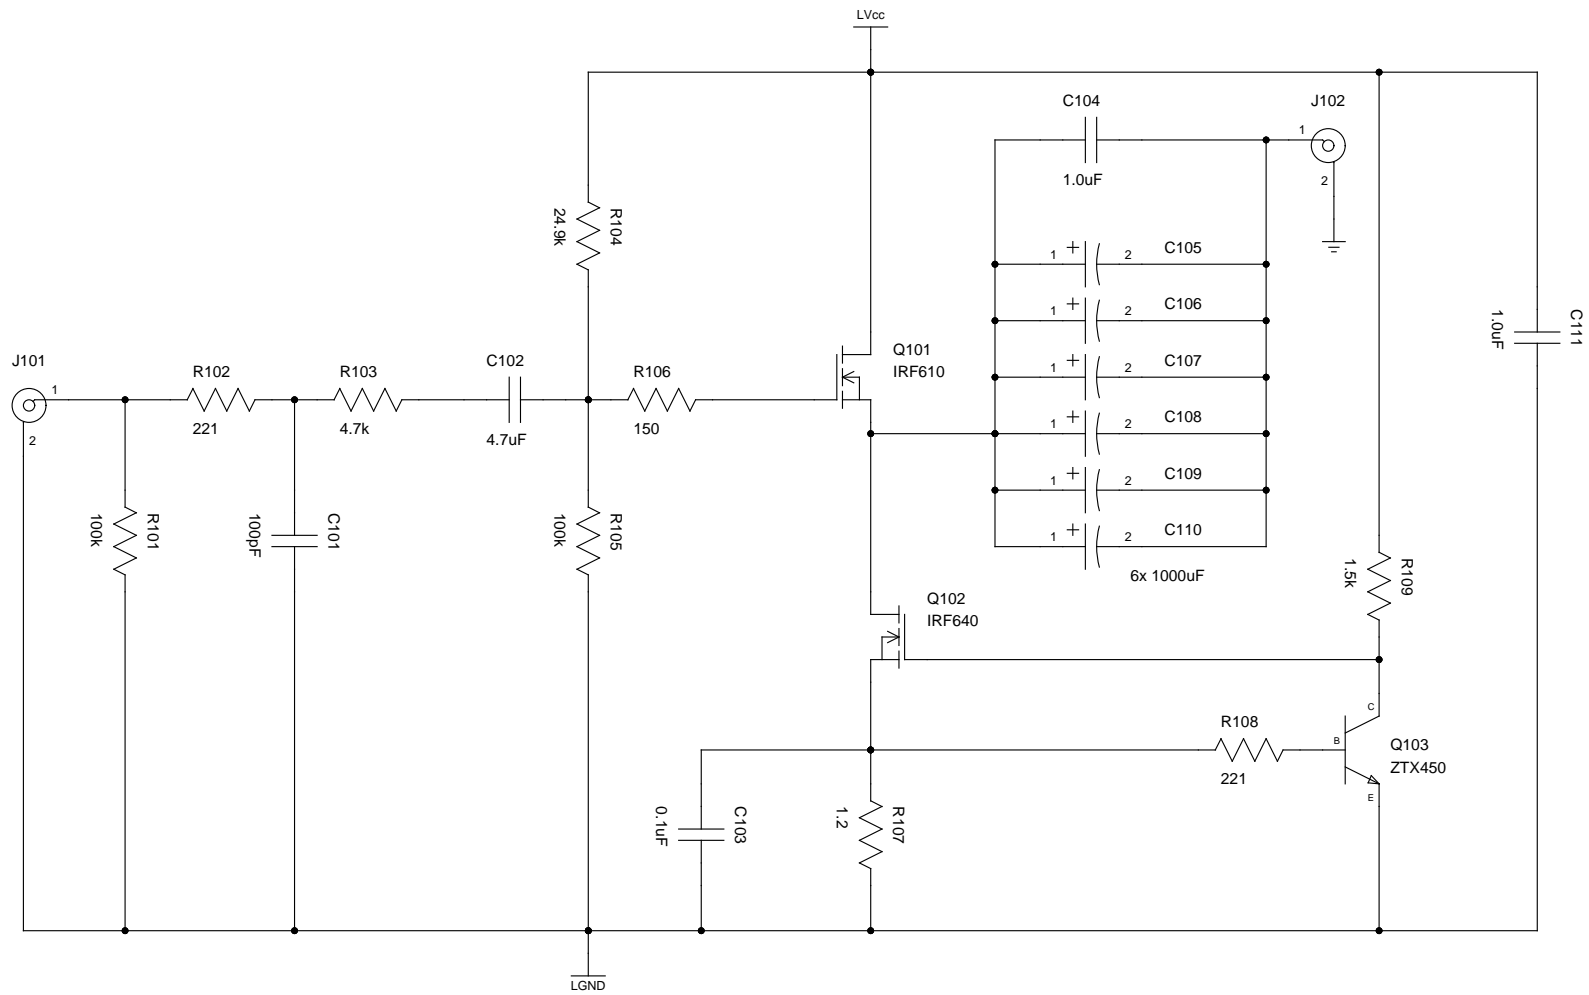 LVcc
C104
1.0uF
J102
1
2
R104
24.9k
1
+
2
C105
1
+
2
C106
1
+
2
C107
1
+
2
C108
1
+
2
C109
1
+
2
C110
6x 1000uF
C111
1.0uF
J101
1
2
R102
221
R103
4.7k
C102
4.7uF
R106
150
Q101
IRF610
R101
100k
C101
100pF
R105
100k
Q102
IRF640
R109
1.5k
R108
221
C
B
E
Q103
ZTX450
C103
0.1uF
R107
1.2
LGND